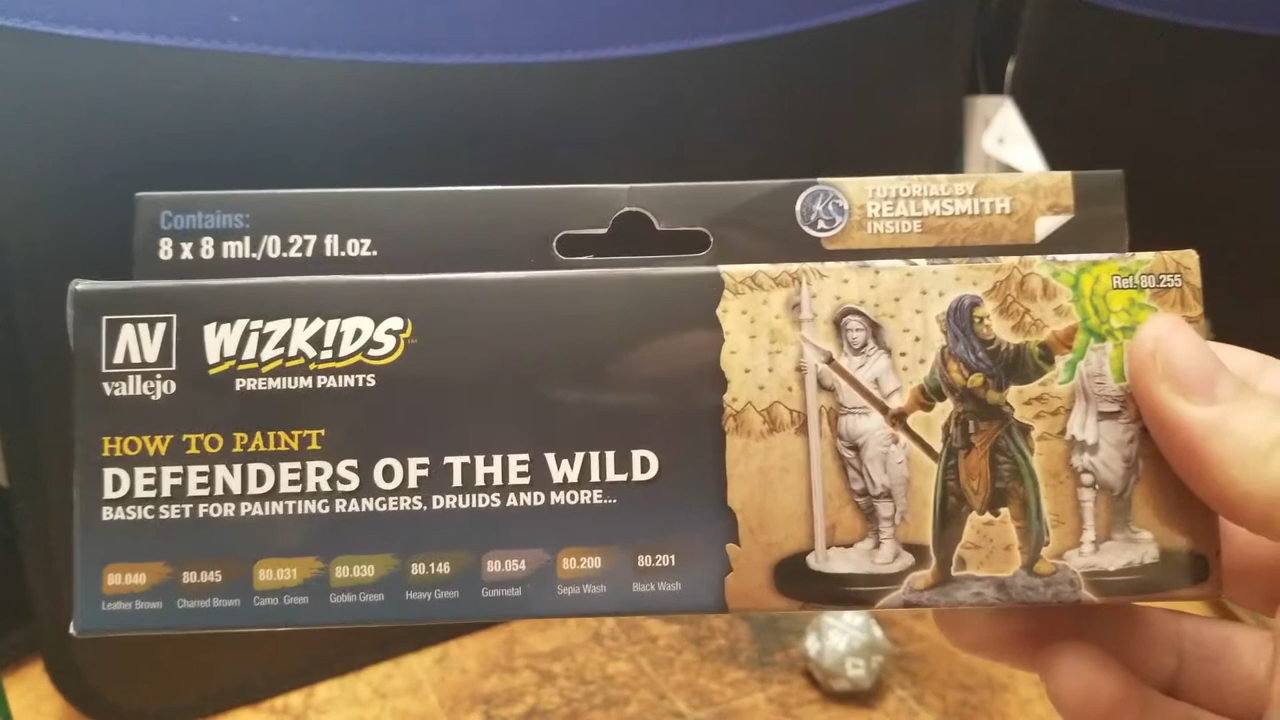 Contains:
8 x 8 ml./0.27 fl.oz.
KS
TUTORIAL BY
REALMSMITH
INSIDE
Ref. 80.255
AV
vallejo
WIZKIDS™
PREMIUM PAINTS
HOW TO PAINT
DEFENDERS OF THE WILD
BASIC SET FOR PAINTING RANGERS, DRUIDS AND MORE...
80.040 80.045 80.031 80.030 80.146 80.054 80.200 80.201
Leather Brown Charred Brown Camo. Green Goblin Green Heavy Green Gunmetal Sepia Wash Black Wash